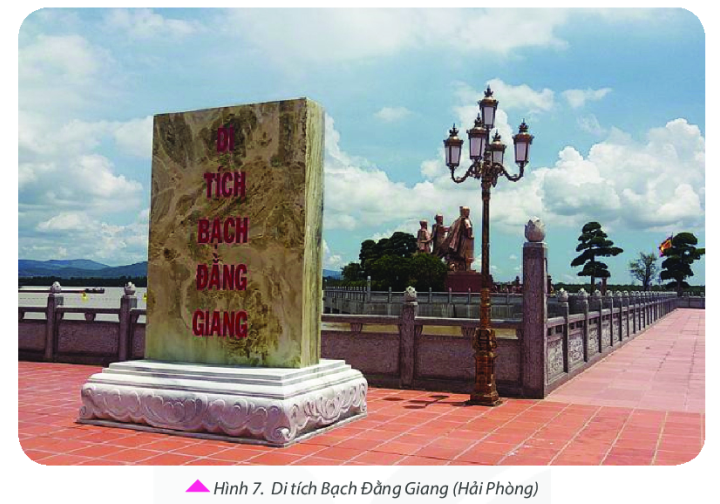 DI
TÍCH
BẠCH
ĐẰNG
GIANG
Hình 7. Di tích Bạch Đằng Giang (Hải Phòng)